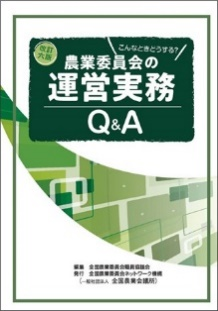 改訂六版
こんなときどうする?
農業委員会の
運営実務
Q&A
編集 全国農業委員会職員協議会
発行 全国農業委員会ネットワーク機構
(一般社団法人 全国農業会議所)